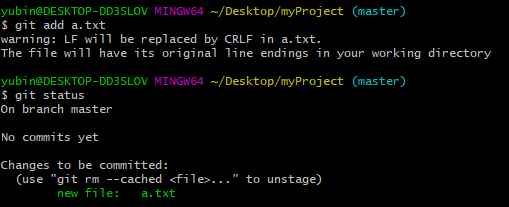 yubin@DESKTOP-DD3SLOV MINGW64 ~/Desktop/myProject (master)
$ git add a.txt
warning: LF will be replaced by CRLF in a.txt.
The file will have its original line endings in your working directory
yubin@DESKTOP-DD3SLOV MINGW64 ~/Desktop/myProject (master)
$ git status
On branch master
No commits yet
Changes to be committed:
(use "git rm --cached <file>..." to unstage)
new file: a.txt